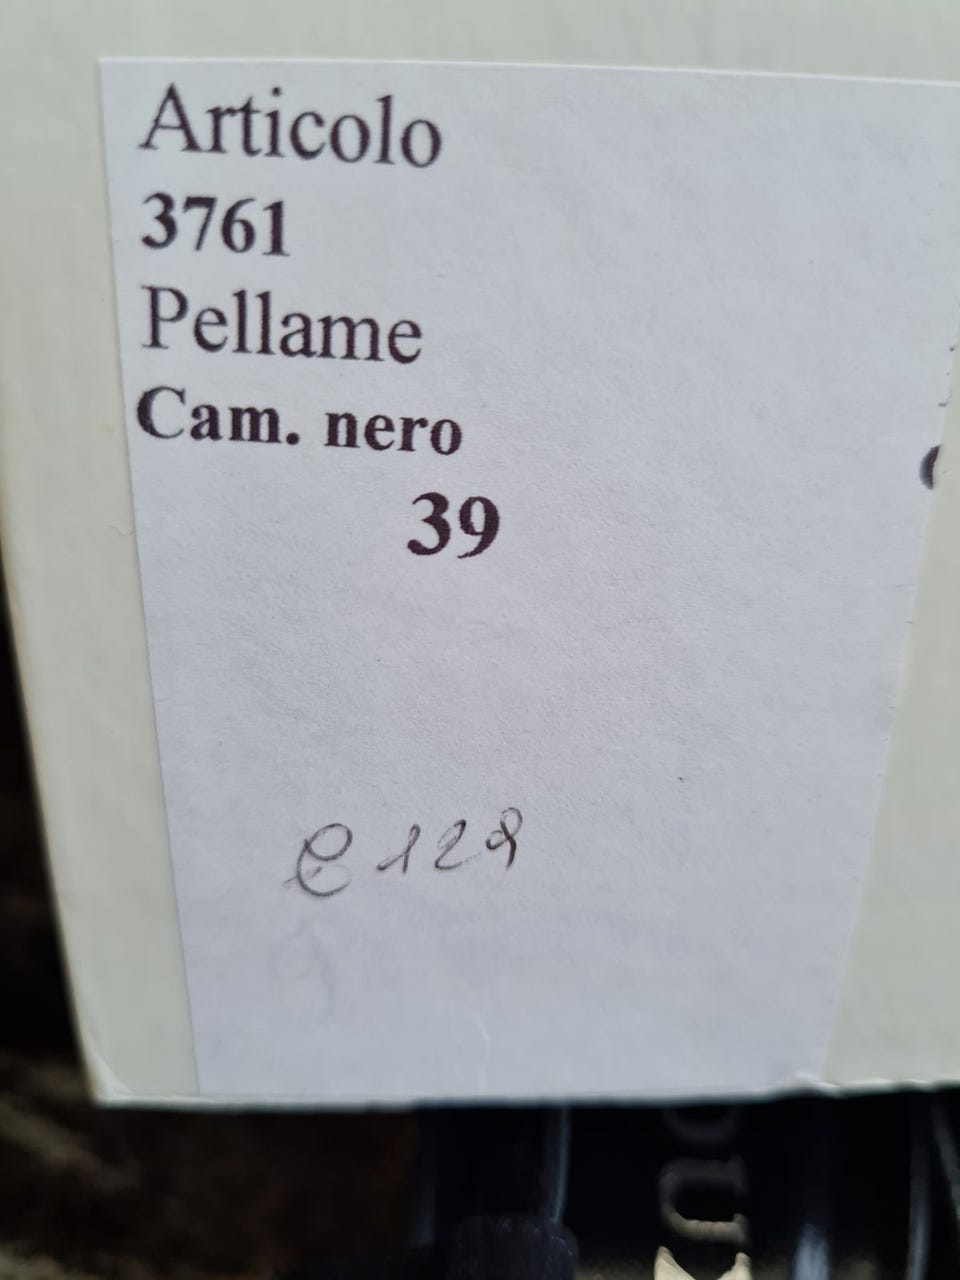 Articolo
3761
Pellame
Cam. nero
39
€ 129